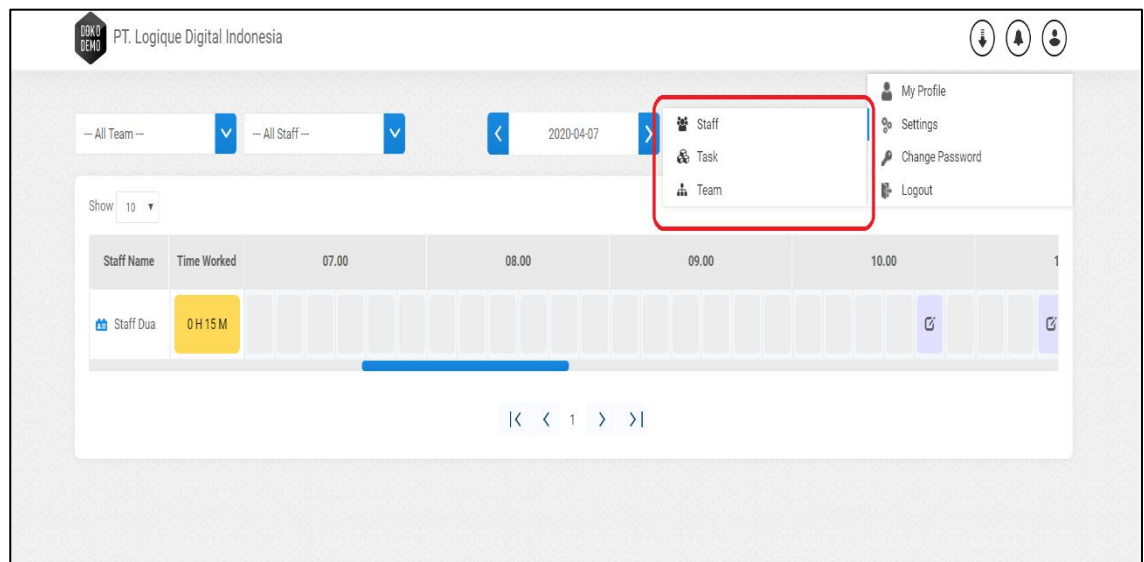 DOKO
DEMO
PT. Logique Digital Indonesia
My Profile
Settings
Change Password
Logout
Staff
Task
Team
--- All Team ---
--- All Staff ---
2020-04-07
Show 10
Staff Name Time Worked 07.00 08.00 09.00 10.00 1
Staff Dua 0 H 15 M
1